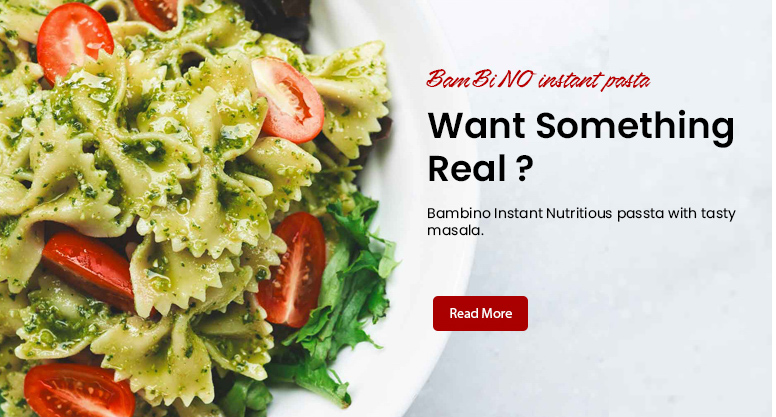 BamBiNO instant pasta
Want Something
Real ?
Bambino Instant Nutritious passta with tasty
masala.
Read More